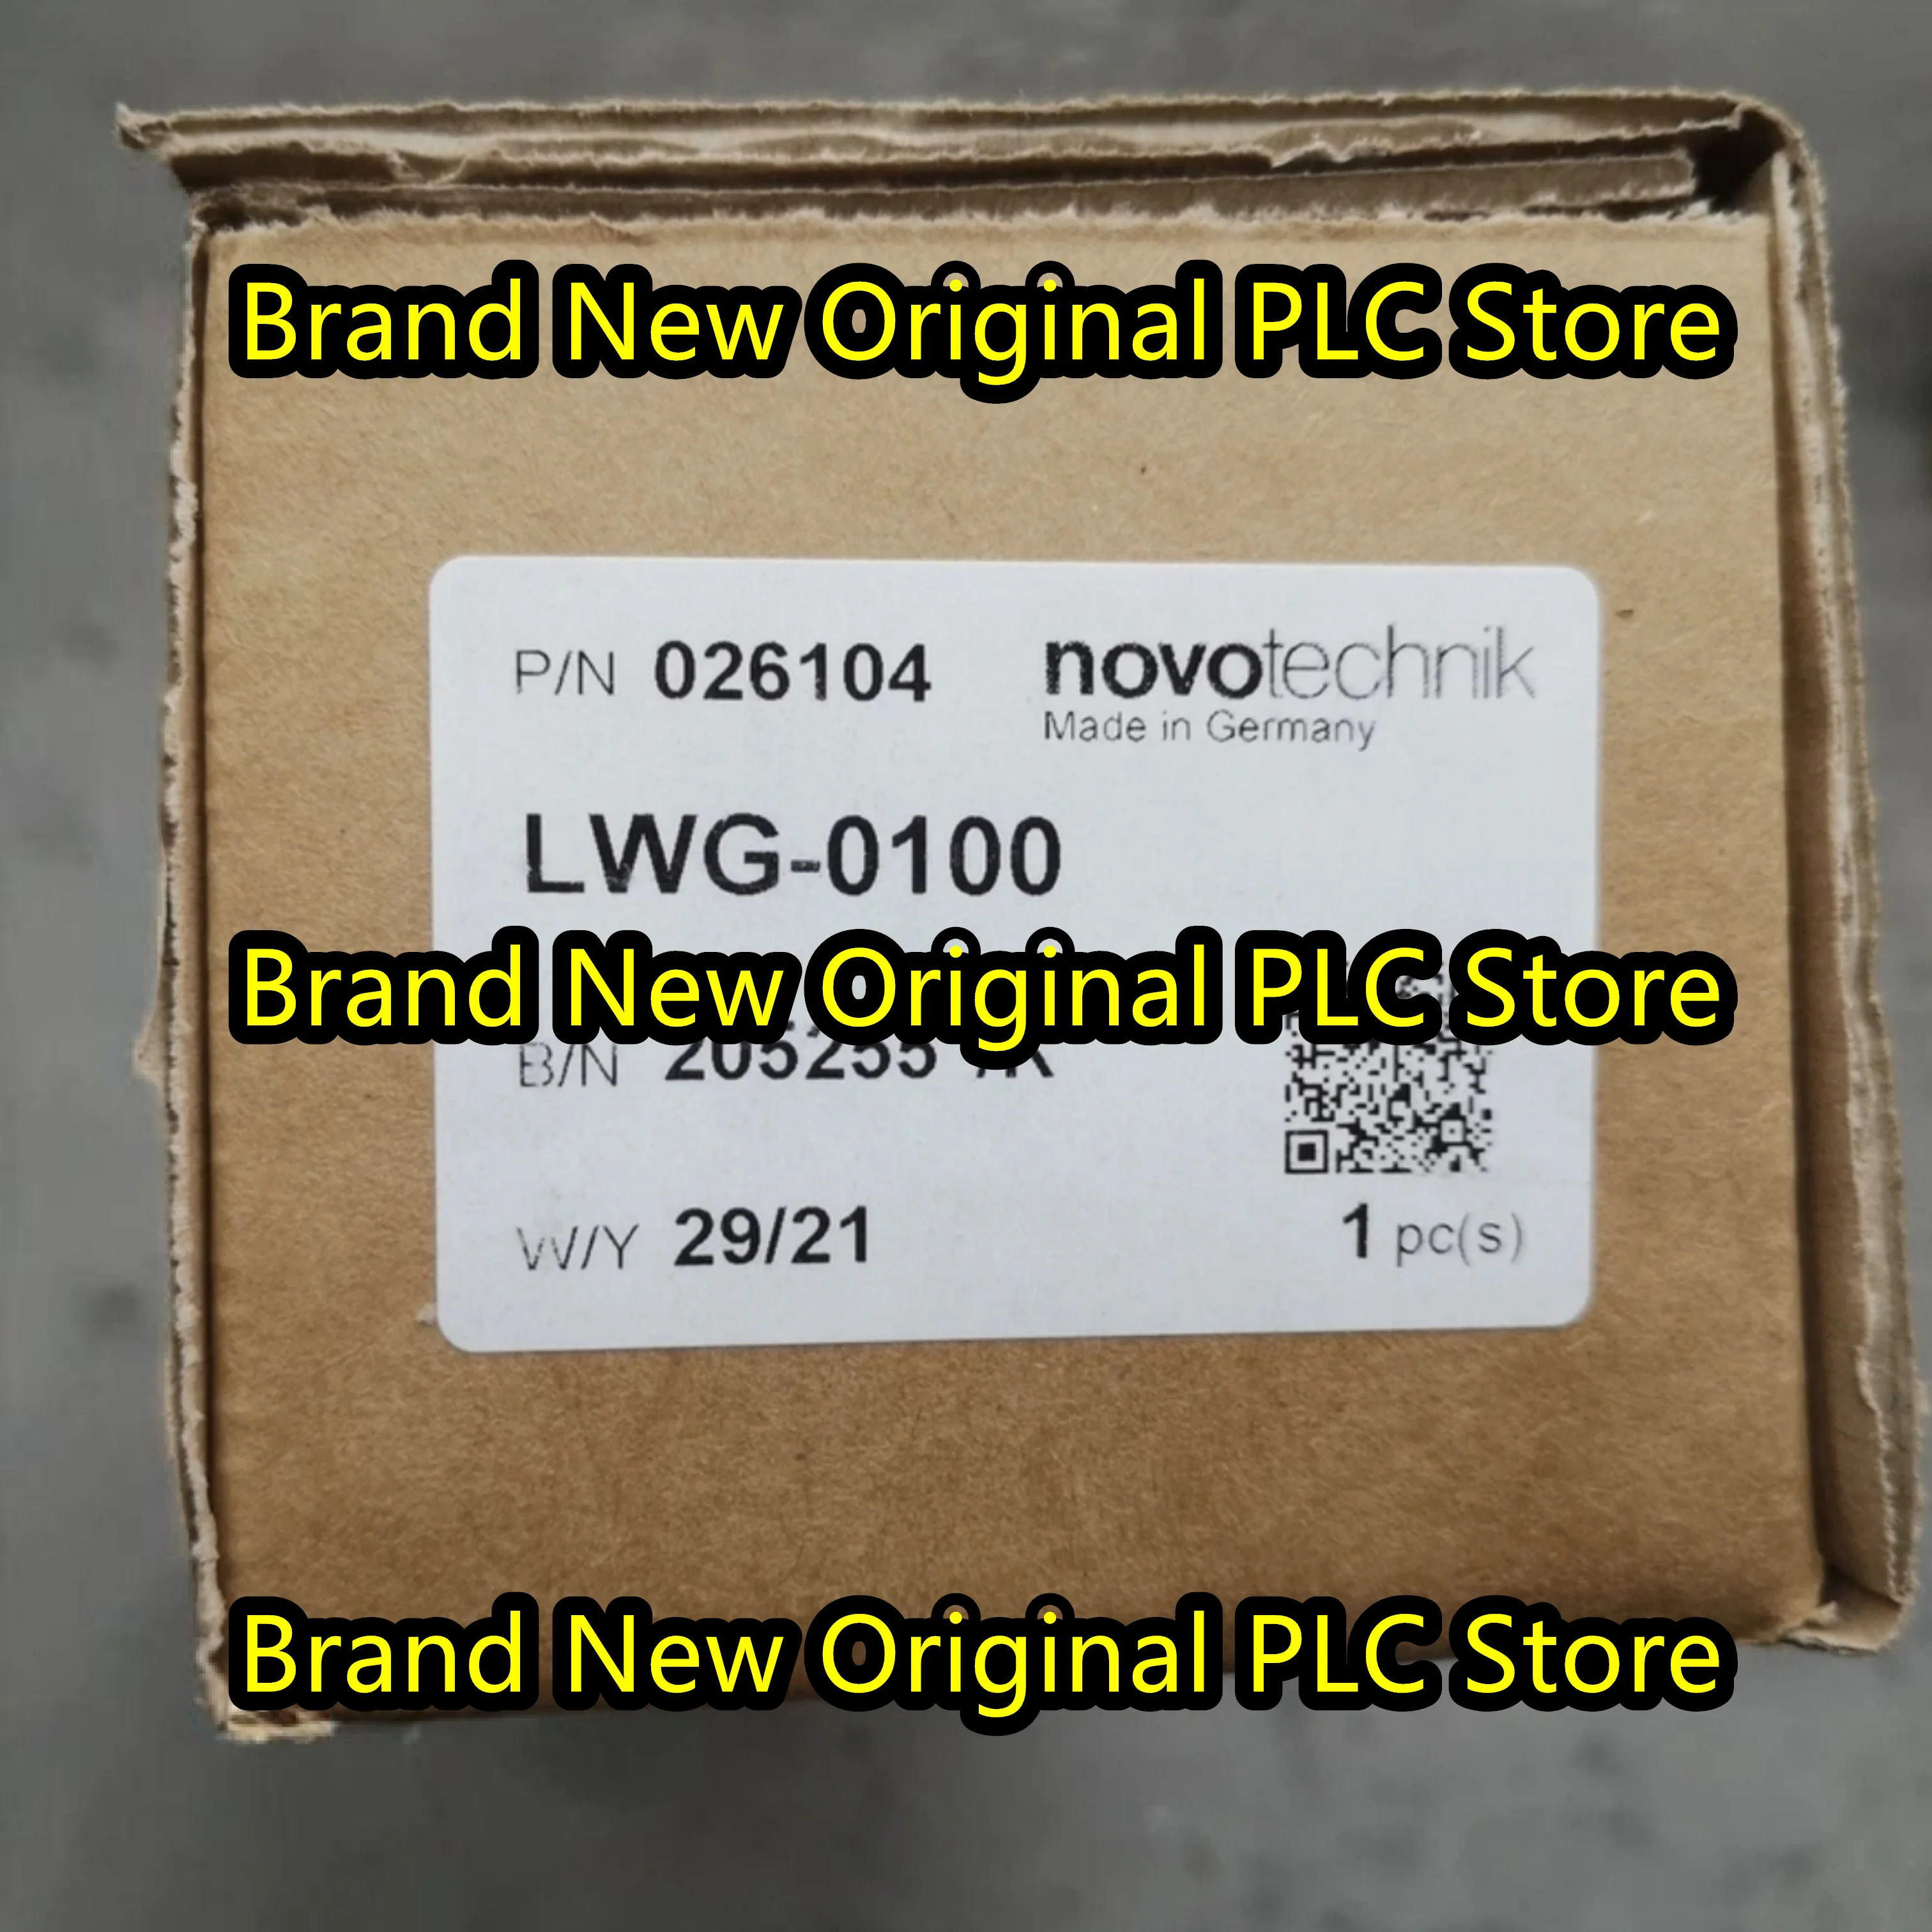 Brand New Original PLC Store
P/N 026104 novotechnik
Made in Germany
LWG-0100
Brand New Original PLC Store
B/N 205255 /A
W/Y 29/21 1 pc(s)
Brand New Original PLC Store